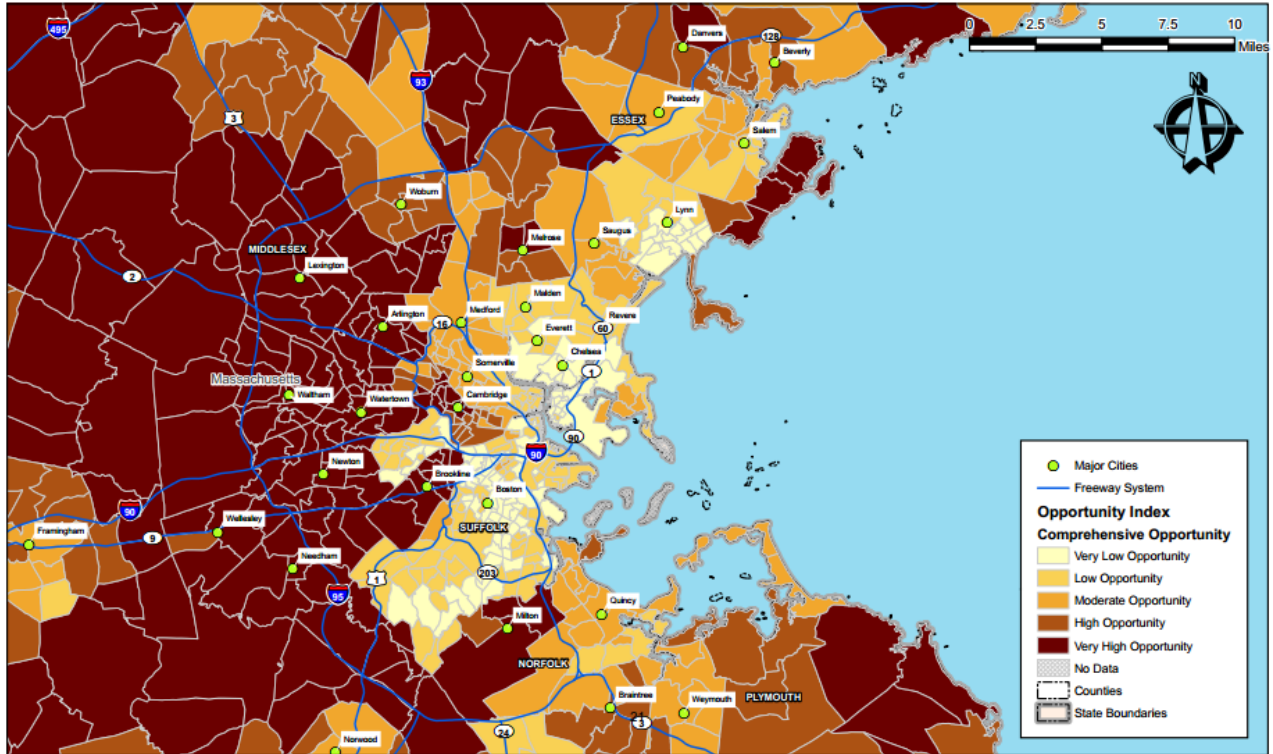 495
93
128
Danvers
Beverly
0 2.5 5 7.5 10
Miles
N
Peabody
ESSEX
3
Salem
Woburn
Lynn
Melrose
Saugus
MIDDLESEX
Lexington
2
Malden
Arlington
16
Medford
Revere
60
Everett
Chelsea
1
Somerville
Massachusetts
Waltham
Watertown
Cambridge
90
90
Newton
Brookline
Boston
SUFFOLK
90
9
Framingham
Wellesley
Needham
1
203
95
Quincy
Milton
NORFOLK
PLYMOUTH
Braintree
Weymouth
21
3
24
Norwood
Major Cities
Freeway System
Opportunity Index
Comprehensive Opportunity
Very Low Opportunity
Low Opportunity
Moderate Opportunity
High Opportunity
Very High Opportunity
No Data
Counties
State Boundaries